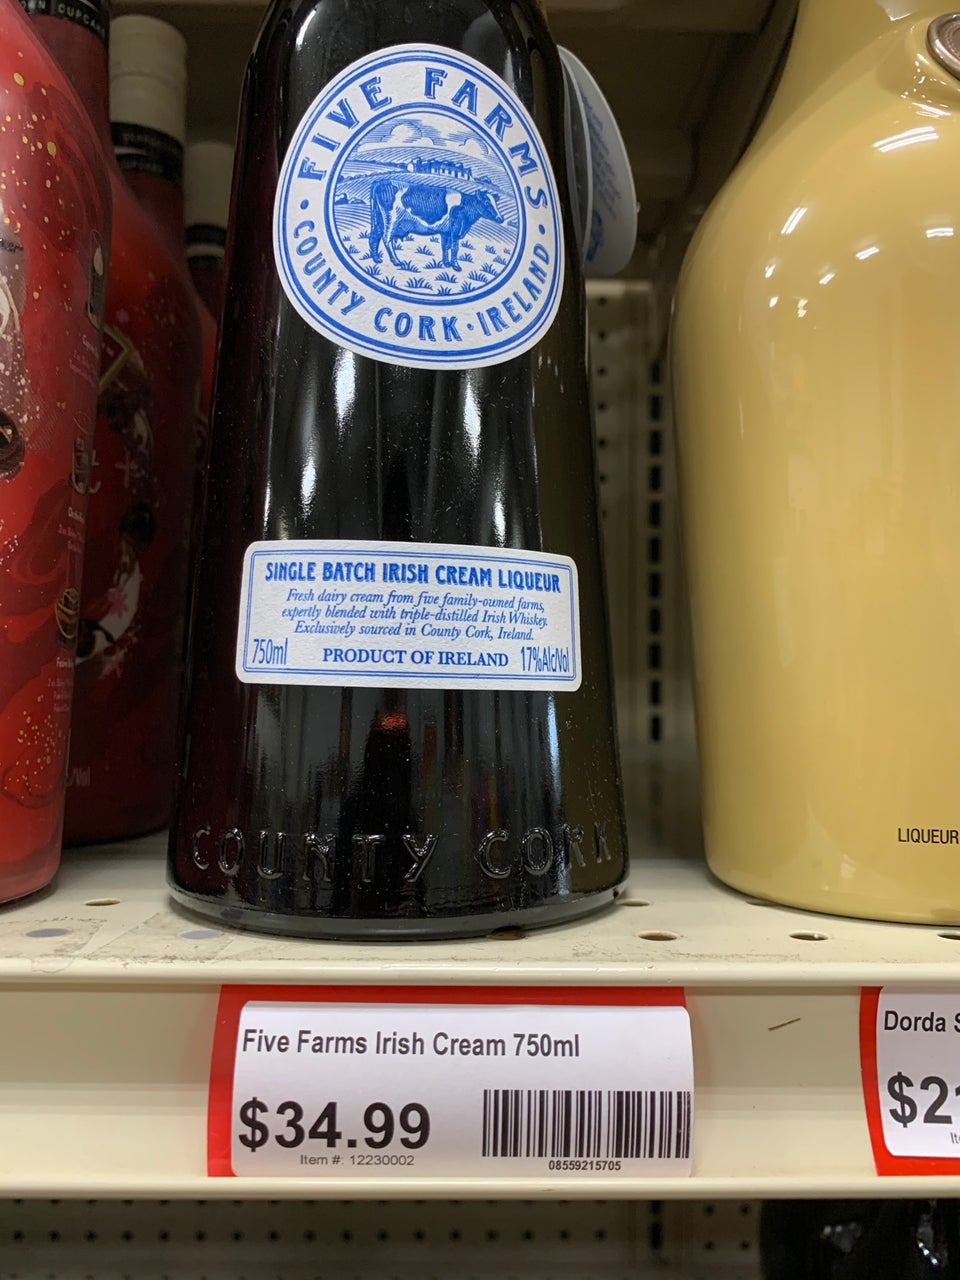 CUPCAK
FIVE FARMS
COUNTY CORK · IRELAND
SINGLE BATCH IRISH CREAM LIQUEUR
Fresh dairy cream from five family-owned farms,
expertly blended with triple-distilled Irish Whiskey.
Exclusively sourced in County Cork, Ireland.
750ml PRODUCT OF IRELAND 17%Alc/Vol
COUNTY CORK
LIQUEUR
Five Farms Irish Cream 750ml
$34.99
Item #: 12230002
08559215705
Dorda S
$21
It